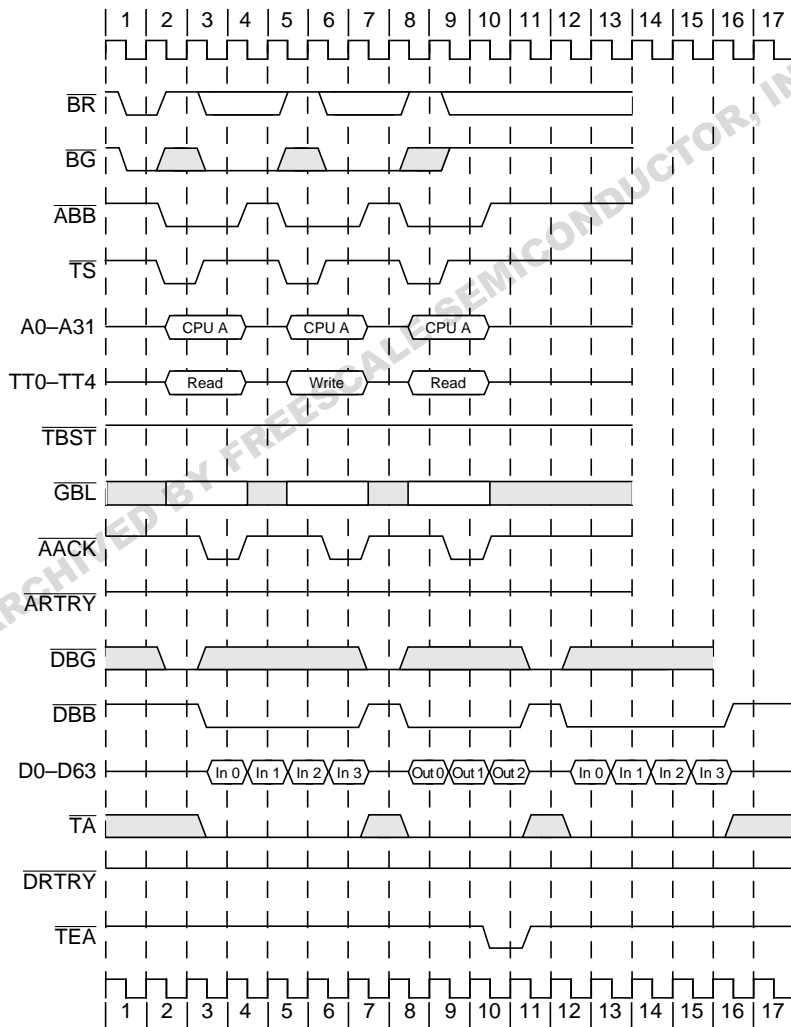 1 2 3 4 5 6 7 8 9 10 11 12 13 14 15 16 17
BR
BG
ABB
TS
A0–A31 CPU A CPU A CPU A
TT0–TT4 Read Write Read
TBST
GBL
AACK
ARTRY
DBG
DBB
D0–D63 In 0 In 1 In 2 In 3 Out 0 Out 1 Out 2 In 0 In 1 In 2 In 3
TA
DRTRY
TEA
1 2 3 4 5 6 7 8 9 10 11 12 13 14 15 16 17
ARCHIVED BY FREESCALE SEMICONDUCTOR, IN